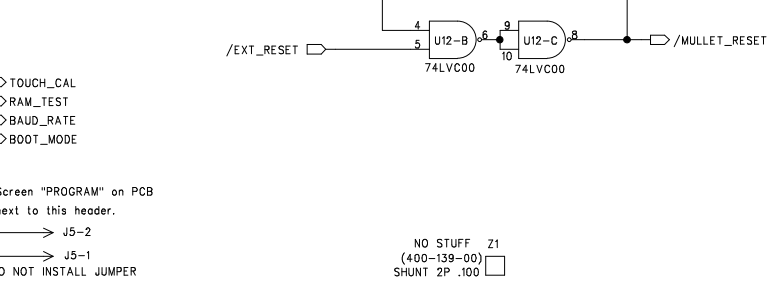 4
9
/EXT_RESET
5
U12-B
6
U12-C
8
/MULLET_RESET
10
74LVC00
74LVC00
TOUCH_CAL
RAM_TEST
BAUD_RATE
BOOT_MODE
Screen "PROGRAM" on PCB
next to this header.
J5-2
J5-1
O NOT INSTALL JUMPER
NO STUFF
Z1
(400-139-00)
SHUNT 2P .100